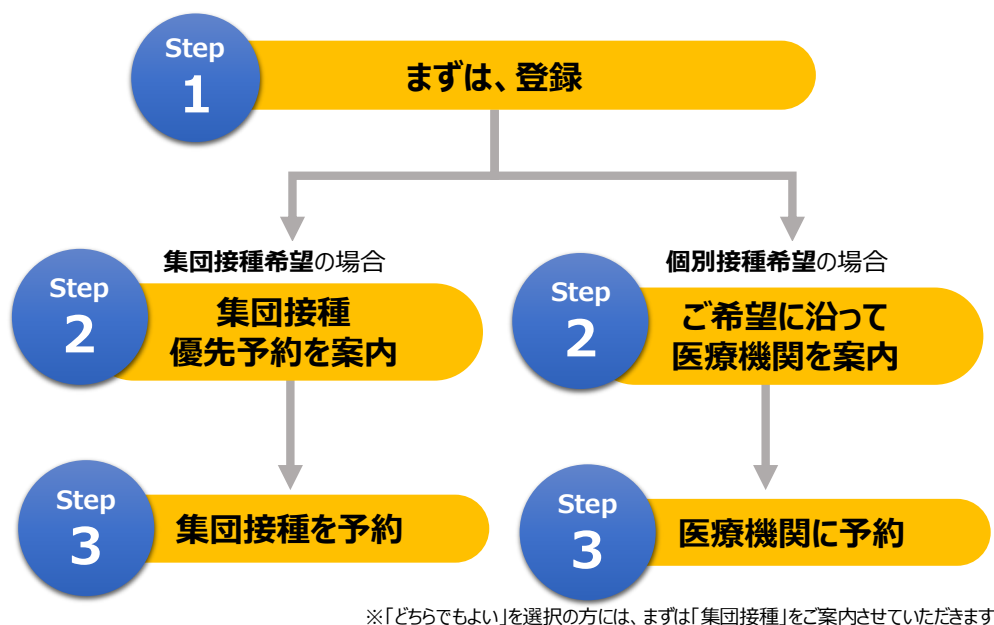 Step
1
まずは、登録
集団接種希望の場合
Step
2
集団接種
優先予約を案内
Step
3
集団接種を予約
個別接種希望の場合
Step
2
ご希望に沿って
医療機関を案内
Step
3
医療機関に予約
※「どちらでもよい」を選択の方には、まずは「集団接種」をご案内させていただきます